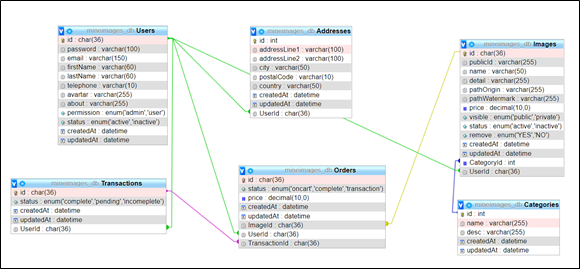 mnieimages_db Users
id : char(36)
password : varchar(100)
email : varchar(150)
firstName : varchar(60)
lastName : varchar(60)
telephone : varchar(10)
avartar : varchar(255)
about : varchar(255)
permission : enum('admin','user')
status : enum('active','inactive')
createdAt : datetime
updatedAt : datetime
mnieimages_db Addresses
id : int
addressLine1 : varchar(100)
addressLine2 : varchar(100)
city : varchar(50)
postalCode : varchar(10)
country : varchar(50)
createdAt : datetime
updatedAt : datetime
UserId : char(36)
mnieimages_db Images
id : char(36)
publicId : varchar(255)
name : varchar(50)
detail : varchar(255)
pathOrigin : varchar(255)
pathWatermark : varchar(255)
price : decimal(10,0)
visible : enum('public','private')
status : enum('active','inactive')
remove : enum('YES','NO')
createdAt : datetime
updatedAt : datetime
CategoryId : int
UserId : char(36)
mnieimages_db Transactions
id : char(36)
status : enum('complete','pending','incomeplete')
createdAt : datetime
updatedAt : datetime
UserId : char(36)
mnieimages_db Orders
id : char(36)
status : enum('oncart','complete','transaction')
price : decimal(10,0)
createdAt : datetime
updatedAt : datetime
ImageId : char(36)
UserId : char(36)
TransactionId : char(36)
mnieimages_db Categories
id : int
name : varchar(255)
desc : varchar(255)
createdAt : datetime
updatedAt : datetime